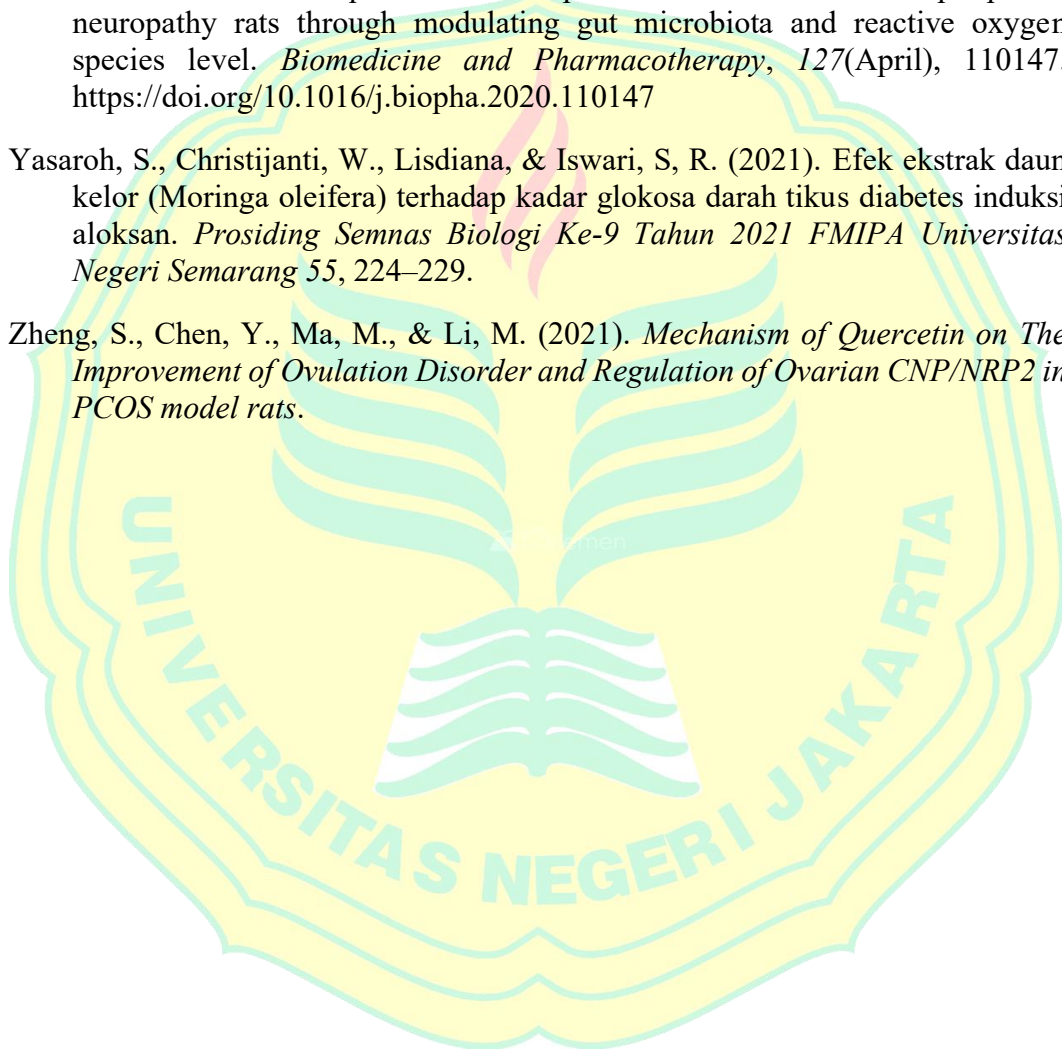 neuropathy rats through modulating gut microbiota and reactive oxygen
species level. Biomedicine and Pharmacotherapy, 127(April), 110147.
https://doi.org/10.1016/j.biopha.2020.110147
Yasaroh, S., Christijanti, W., Lisdiana, & Iswari, S, R. (2021). Efek ekstrak daun
kelor (Moringa oleifera) terhadap kadar glokosa darah tikus diabetes induksi
aloksan. Prosiding Semnas Biologi Ke-9 Tahun 2021 FMIPA Universitas
Negeri Semarang 55, 224–229.
Zheng, S., Chen, Y., Ma, M., & Li, M. (2021). Mechanism of Quercetin on The
Improvement of Ovulation Disorder and Regulation of Ovarian CNP/NRP2 in
PCOS model rats.
UNIVERSITAS NEGERI JAKARTA